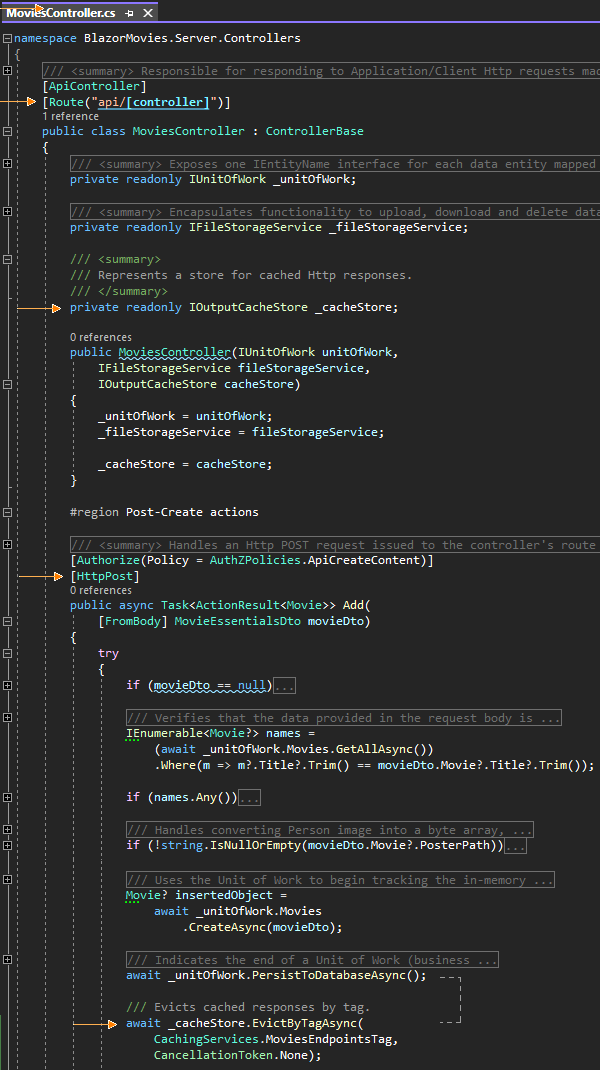 MoviesController.cs
namespace BlazorMovies.Server.Controllers
{
/// <summary> Responsible for responding to Application/Client Http requests mad
[ApiController]
[Route("api/[controller]")]
1 reference
public class MoviesController : ControllerBase
{
/// <summary> Exposes one IEntityName interface for each data entity mapped
private readonly IUnitOfWork _unitOfWork;
/// <summary> Encapsulates functionality to upload, download and delete data
private readonly IFileStorageService _fileStorageService;
/// <summary>
/// Represents a store for cached Http responses.
/// </summary>
private readonly IOutputCacheStore _cacheStore;
0 references
public MoviesController(IUnitOfWork unitOfWork,
IFileStorageService fileStorageService,
IOutputCacheStore cacheStore)
{
_unitOfWork = unitOfWork;
_fileStorageService = fileStorageService;
_cacheStore = cacheStore;
}
#region Post-Create actions
/// <summary> Handles an Http POST request issued to the controller's route
[Authorize(Policy = AuthZPolicies.ApiCreateContent)]
[HttpPost]
0 references
public async Task<ActionResult<Movie>> Add(
[FromBody] MovieEssentialsDto movieDto)
{
try
{
if (movieDto == null)...
/// Verifies that the data provided in the request body is ...
IEnumerable<Movie?> names =
(await _unitOfWork.Movies.GetAllAsync())
.Where(m => m?.Title?.Trim() == movieDto.Movie?.Title?.Trim());
if (names.Any())...
/// Handles converting Person image into a byte array, ...
if (!string.IsNullOrEmpty(movieDto.Movie?.PosterPath))...
/// Uses the Unit of Work to begin tracking the in-memory ...
Movie? insertedObject =
await _unitOfWork.Movies
.CreateAsync(movieDto);
/// Indicates the end of a Unit of Work (business ...
await _unitOfWork.PersistToDatabaseAsync();
/// Evicts cached responses by tag.
await _cacheStore.EvictByTagAsync(
CachingServices.MoviesEndpointsTag,
CancellationToken.None);